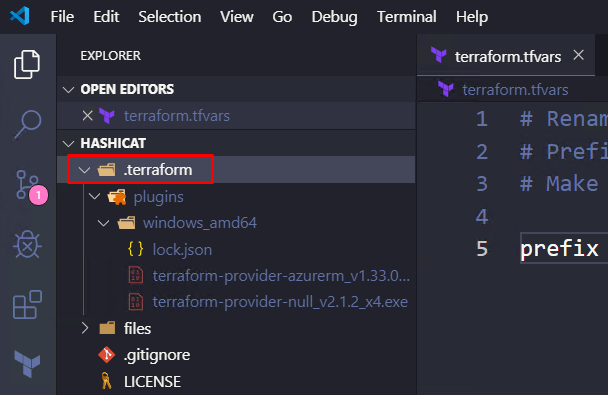 File Edit Selection View Go Debug Terminal Help
EXPLORER
OPEN EDITORS
terraform.tfvars
HASHICAT
.terraform
plugins
windows_amd64
{ } lock.json
terraform-provider-azurerm_v1.33.0...
terraform-provider-null_v2.1.2_x4.exe
files
.gitignore
LICENSE
1
terraform.tfvars
terraform.tfvars
1 # Renam
2 # Prefi
3 # Make
4
5 prefix